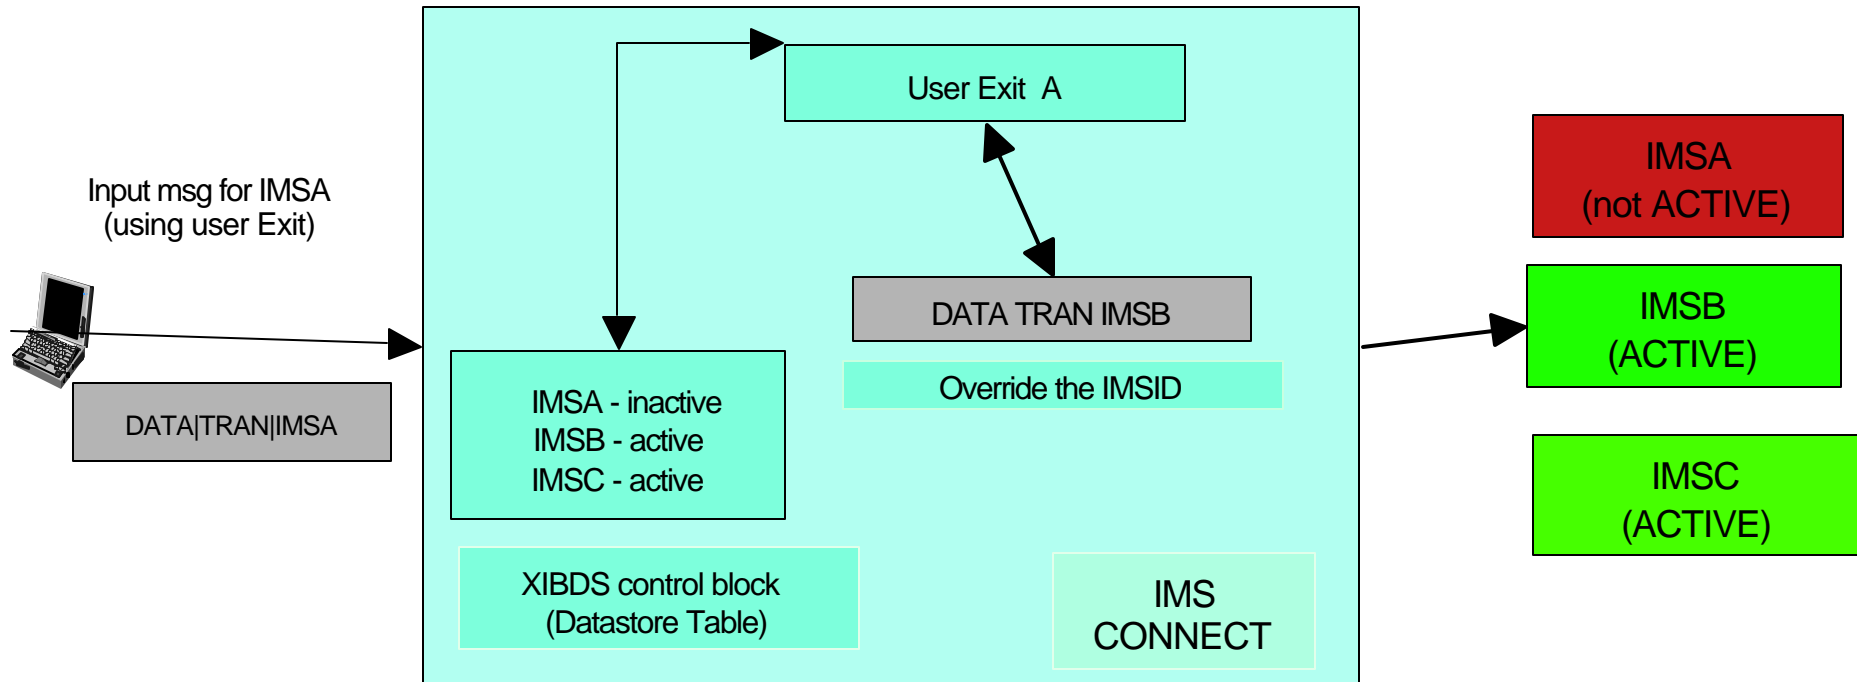 Input msg for IMSA
(using user Exit)
DATA|TRAN|IMSA
User Exit A
DATA TRAN IMSB
Override the IMSID
IMSA - inactive
IMSB - active
IMSC - active
XIBDS control block
(Datastore Table)
IMS
CONNECT
IMSA
(not ACTIVE)
IMSB
(ACTIVE)
IMSC
(ACTIVE)